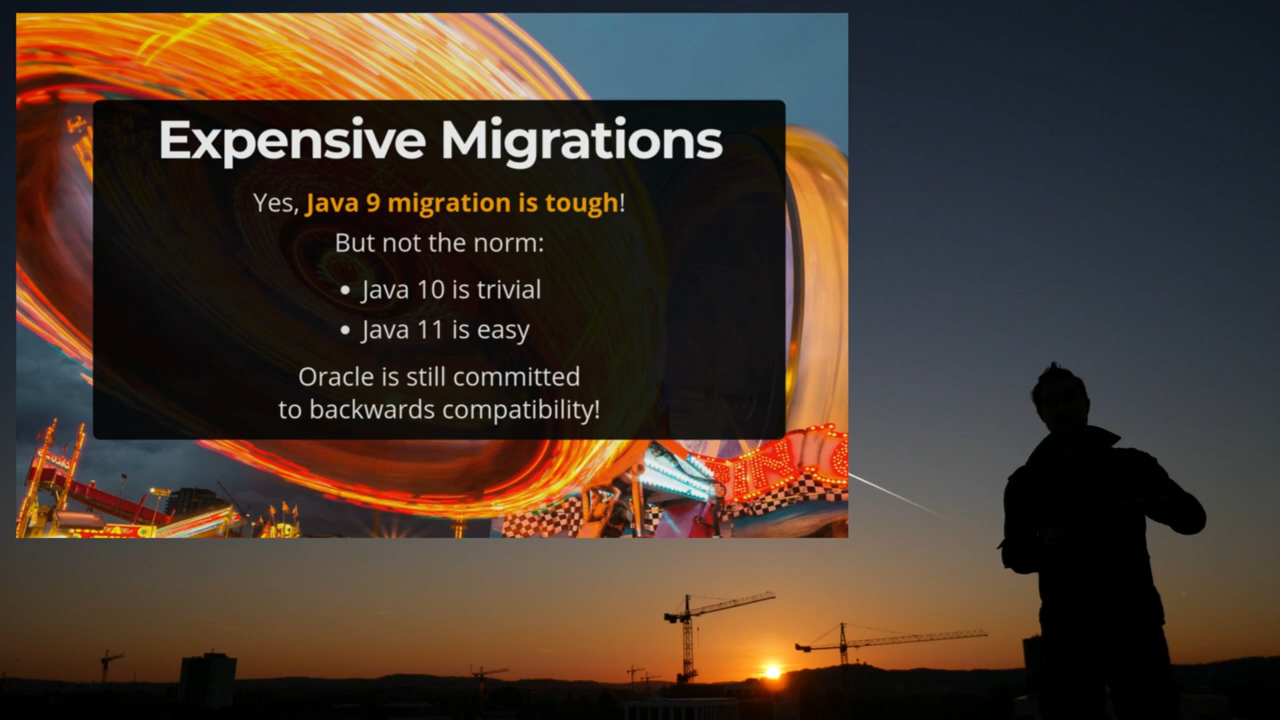 Expensive Migrations
Yes, Java 9 migration is tough!
But not the norm:
• Java 10 is trivial
• Java 11 is easy
Oracle is still committed
to backwards compatibility!